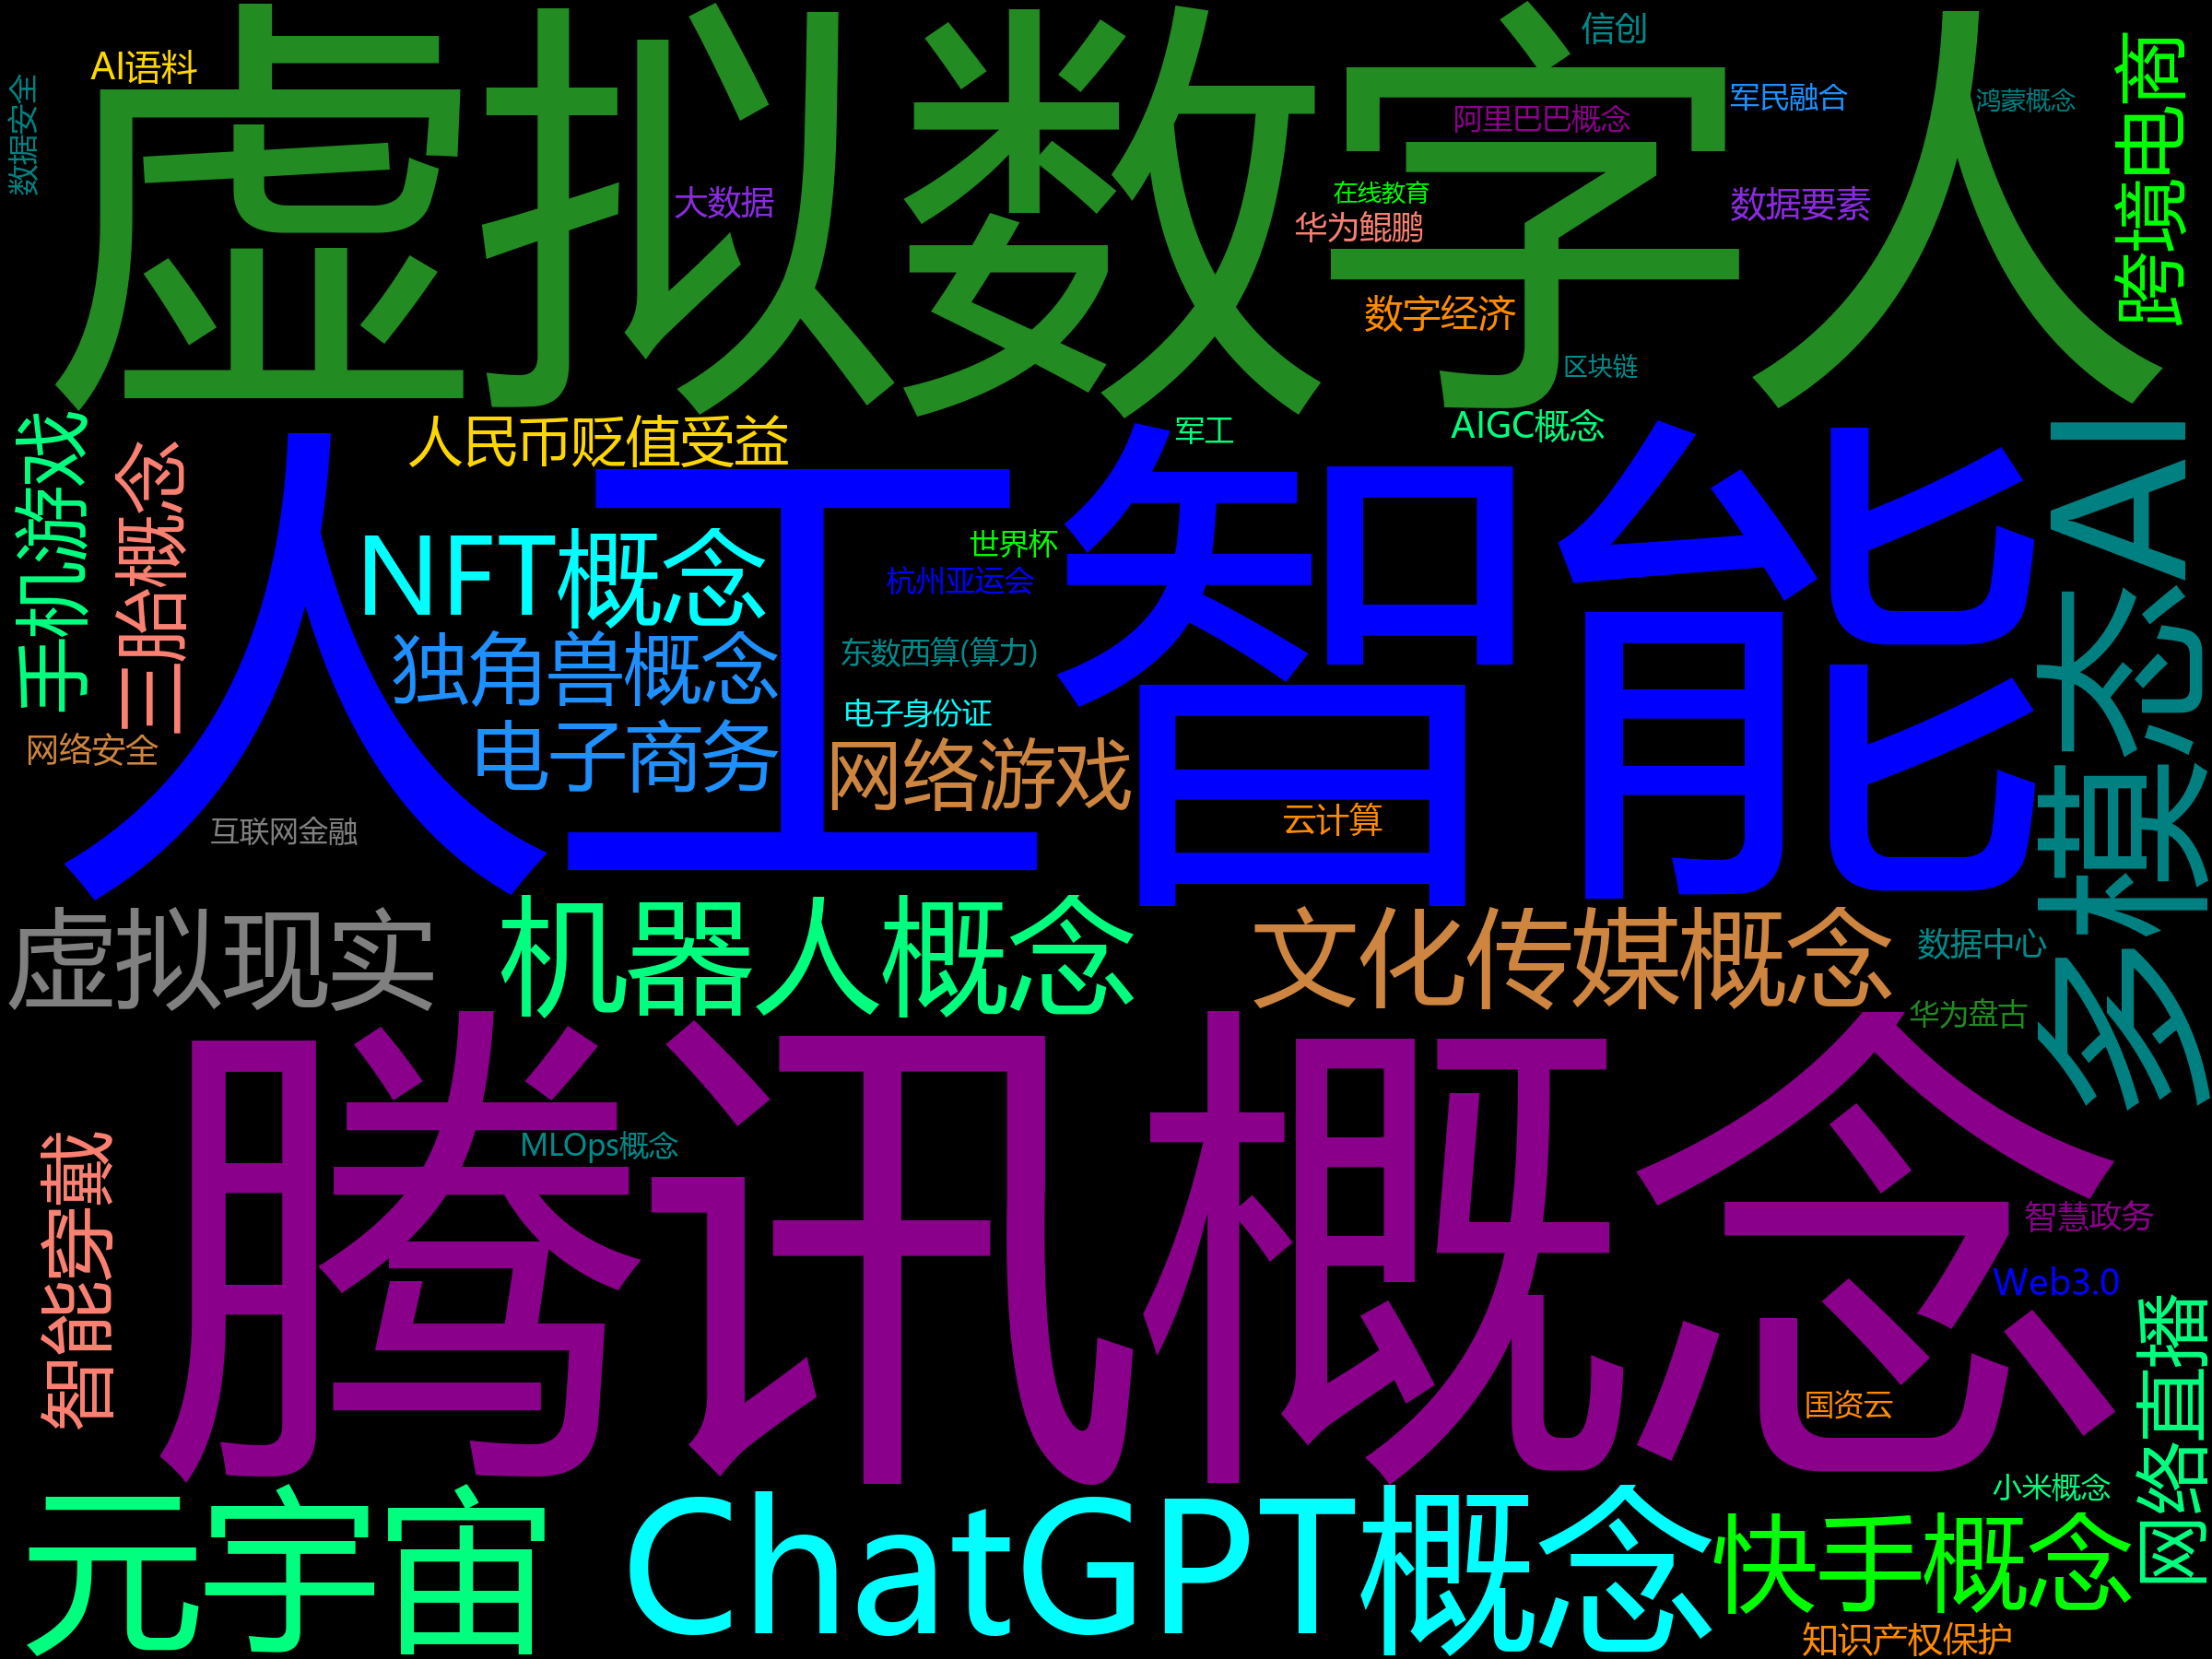 虚拟数字人
AI语料
数据安全
大数据
信创
阿里巴巴概念
军民融合
鸿蒙概念
跨境电商
在线教育
华为鲲鹏
数据要素
数字经济
区块链
人工智能
手机游戏
三胎概念
人民币贬值受益
军工
AIGC概念
多模态AI
NFT概念
世界杯
杭州亚运会
独角兽概念
东数西算(算力)
电子商务
电子身份证
网络游戏
网络安全
互联网金融
云计算
虚拟现实
机器人概念
文化传媒概念
数据中心
华为盘古
腾讯概念
MLOps概念
智能穿戴
智慧政务
Web3.0
网络直播
国资云
小米概念
元宇宙
ChatGPT概念
快手概念
知识产权保护